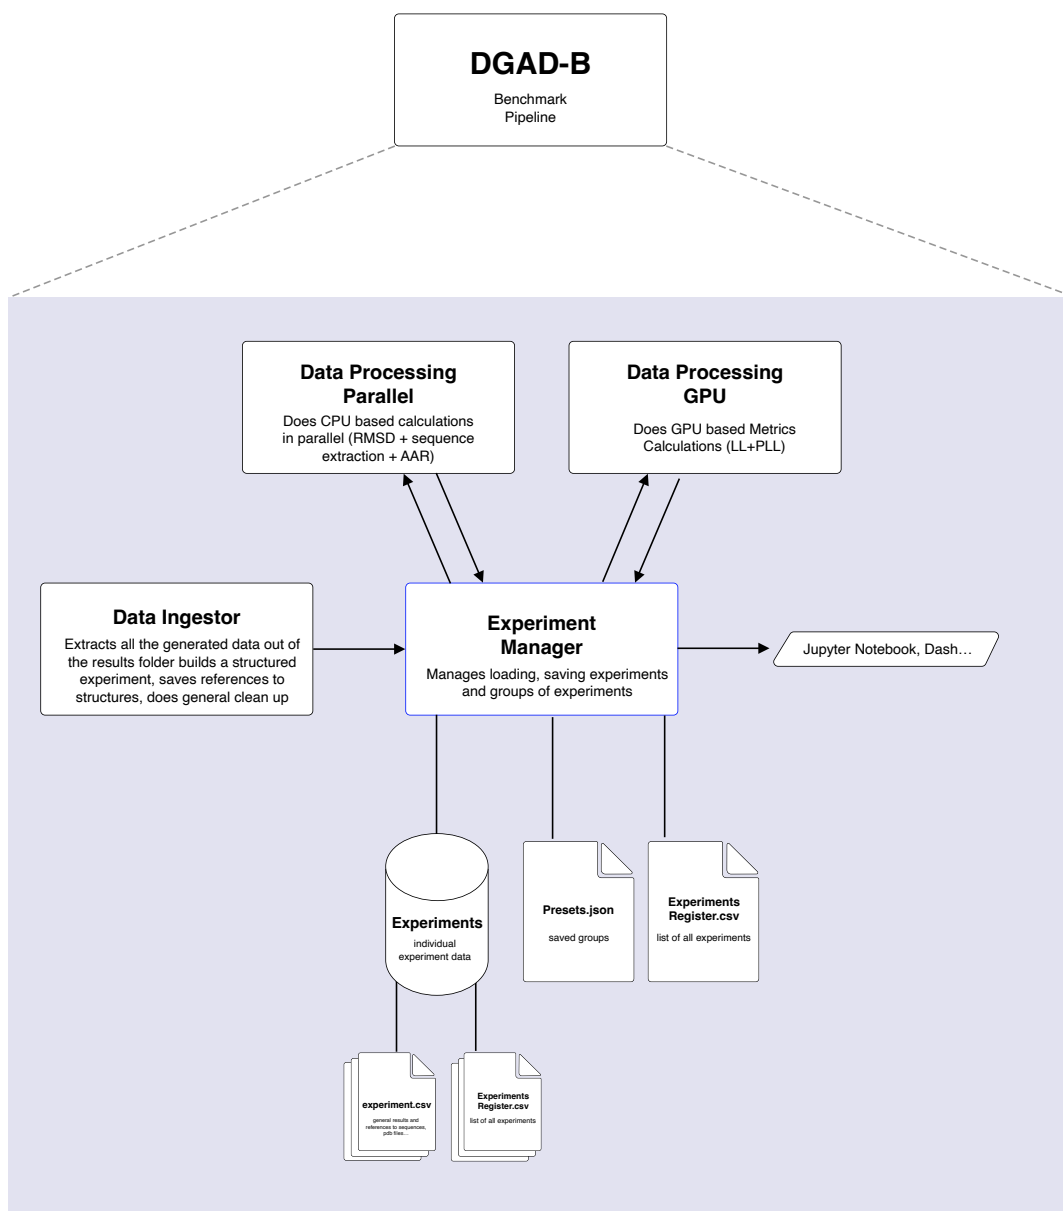 DGAD-B
Benchmark
Pipeline
Data Processing
Parallel
Does CPU based calculations
in parallel (RMSD + sequence
extraction + AAR)
Data Processing
GPU
Does GPU based Metrics
Calculations (LL+PLL)
Data Ingestor
Extracts all the generated data out of
the results folder builds a structured
experiment, saves references to
structures, does general clean up
Experiment
Manager
Manages loading, saving experiments
and groups of experiments
Jupyter Notebook, Dash...
Experiments
individual
experiment data
Presets.json
saved groups
Experiments
Register.csv
list of all experiments
experiment.csv
general results and
references to sequences,
pdb files...
Experiments
Register.csv
list of all experiments